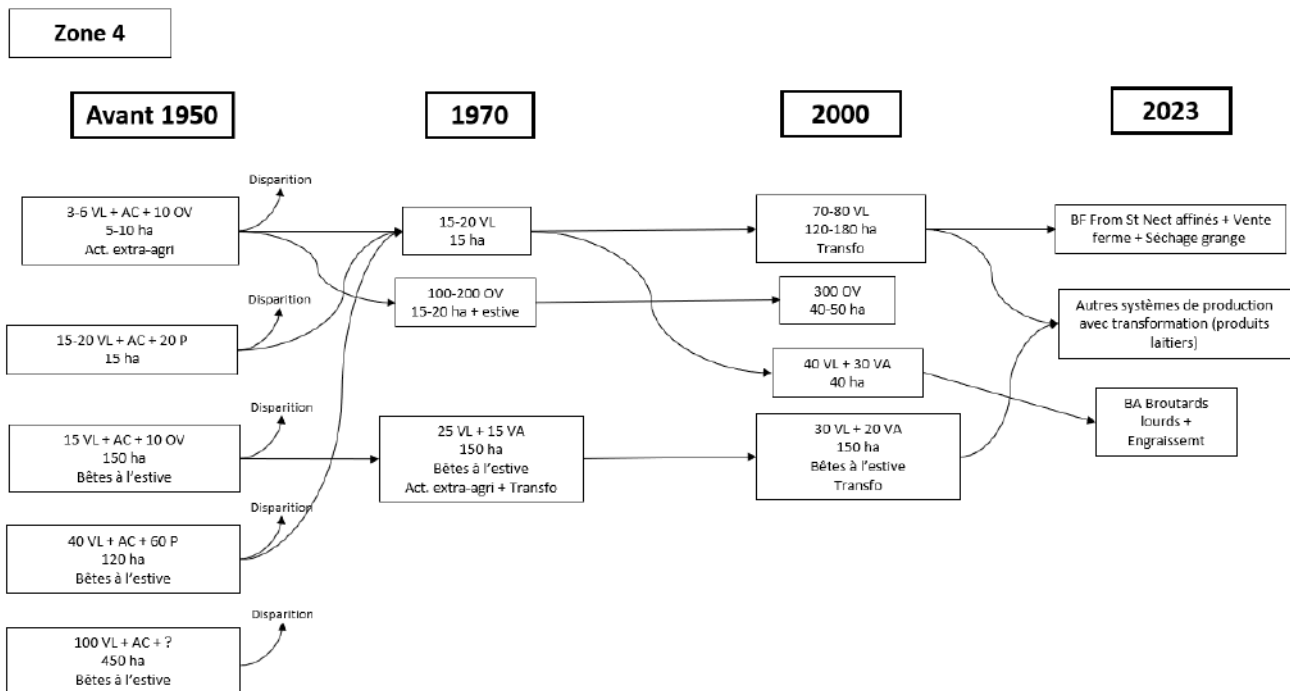 Zone 4
Avant 1950
1970
2000
2023
Disparition
3-6 VL + AC + 10 OV
5-10 ha
Act. extra-agri
Disparition
15-20 VL + AC + 20 P
15 ha
Disparition
15 VL + AC + 10 OV
150 ha
Bêtes à l'estive
Disparition
40 VL + AC + 60 P
120 ha
Bêtes à l'estive
Disparition
100 VL + AC + ?
450 ha
Bêtes à l'estive
15-20 VL
15 ha
100-200 OV
15-20 ha + estive
25 VL + 15 VA
150 ha
Bêtes à l'estive
Act. extra-agri + Transfo
70-80 VL
120-180 ha
Transfo
300 OV
40-50 ha
40 VL + 30 VA
40 ha
30 VL + 20 VA
150 ha
Bêtes à l'estive
Transfo
BF From St Nect affinés + Vente
ferme + Séchage grange
Autres systèmes de production
avec transformation (produits
laitiers)
BA Broutards
lourds +
Engraissemt